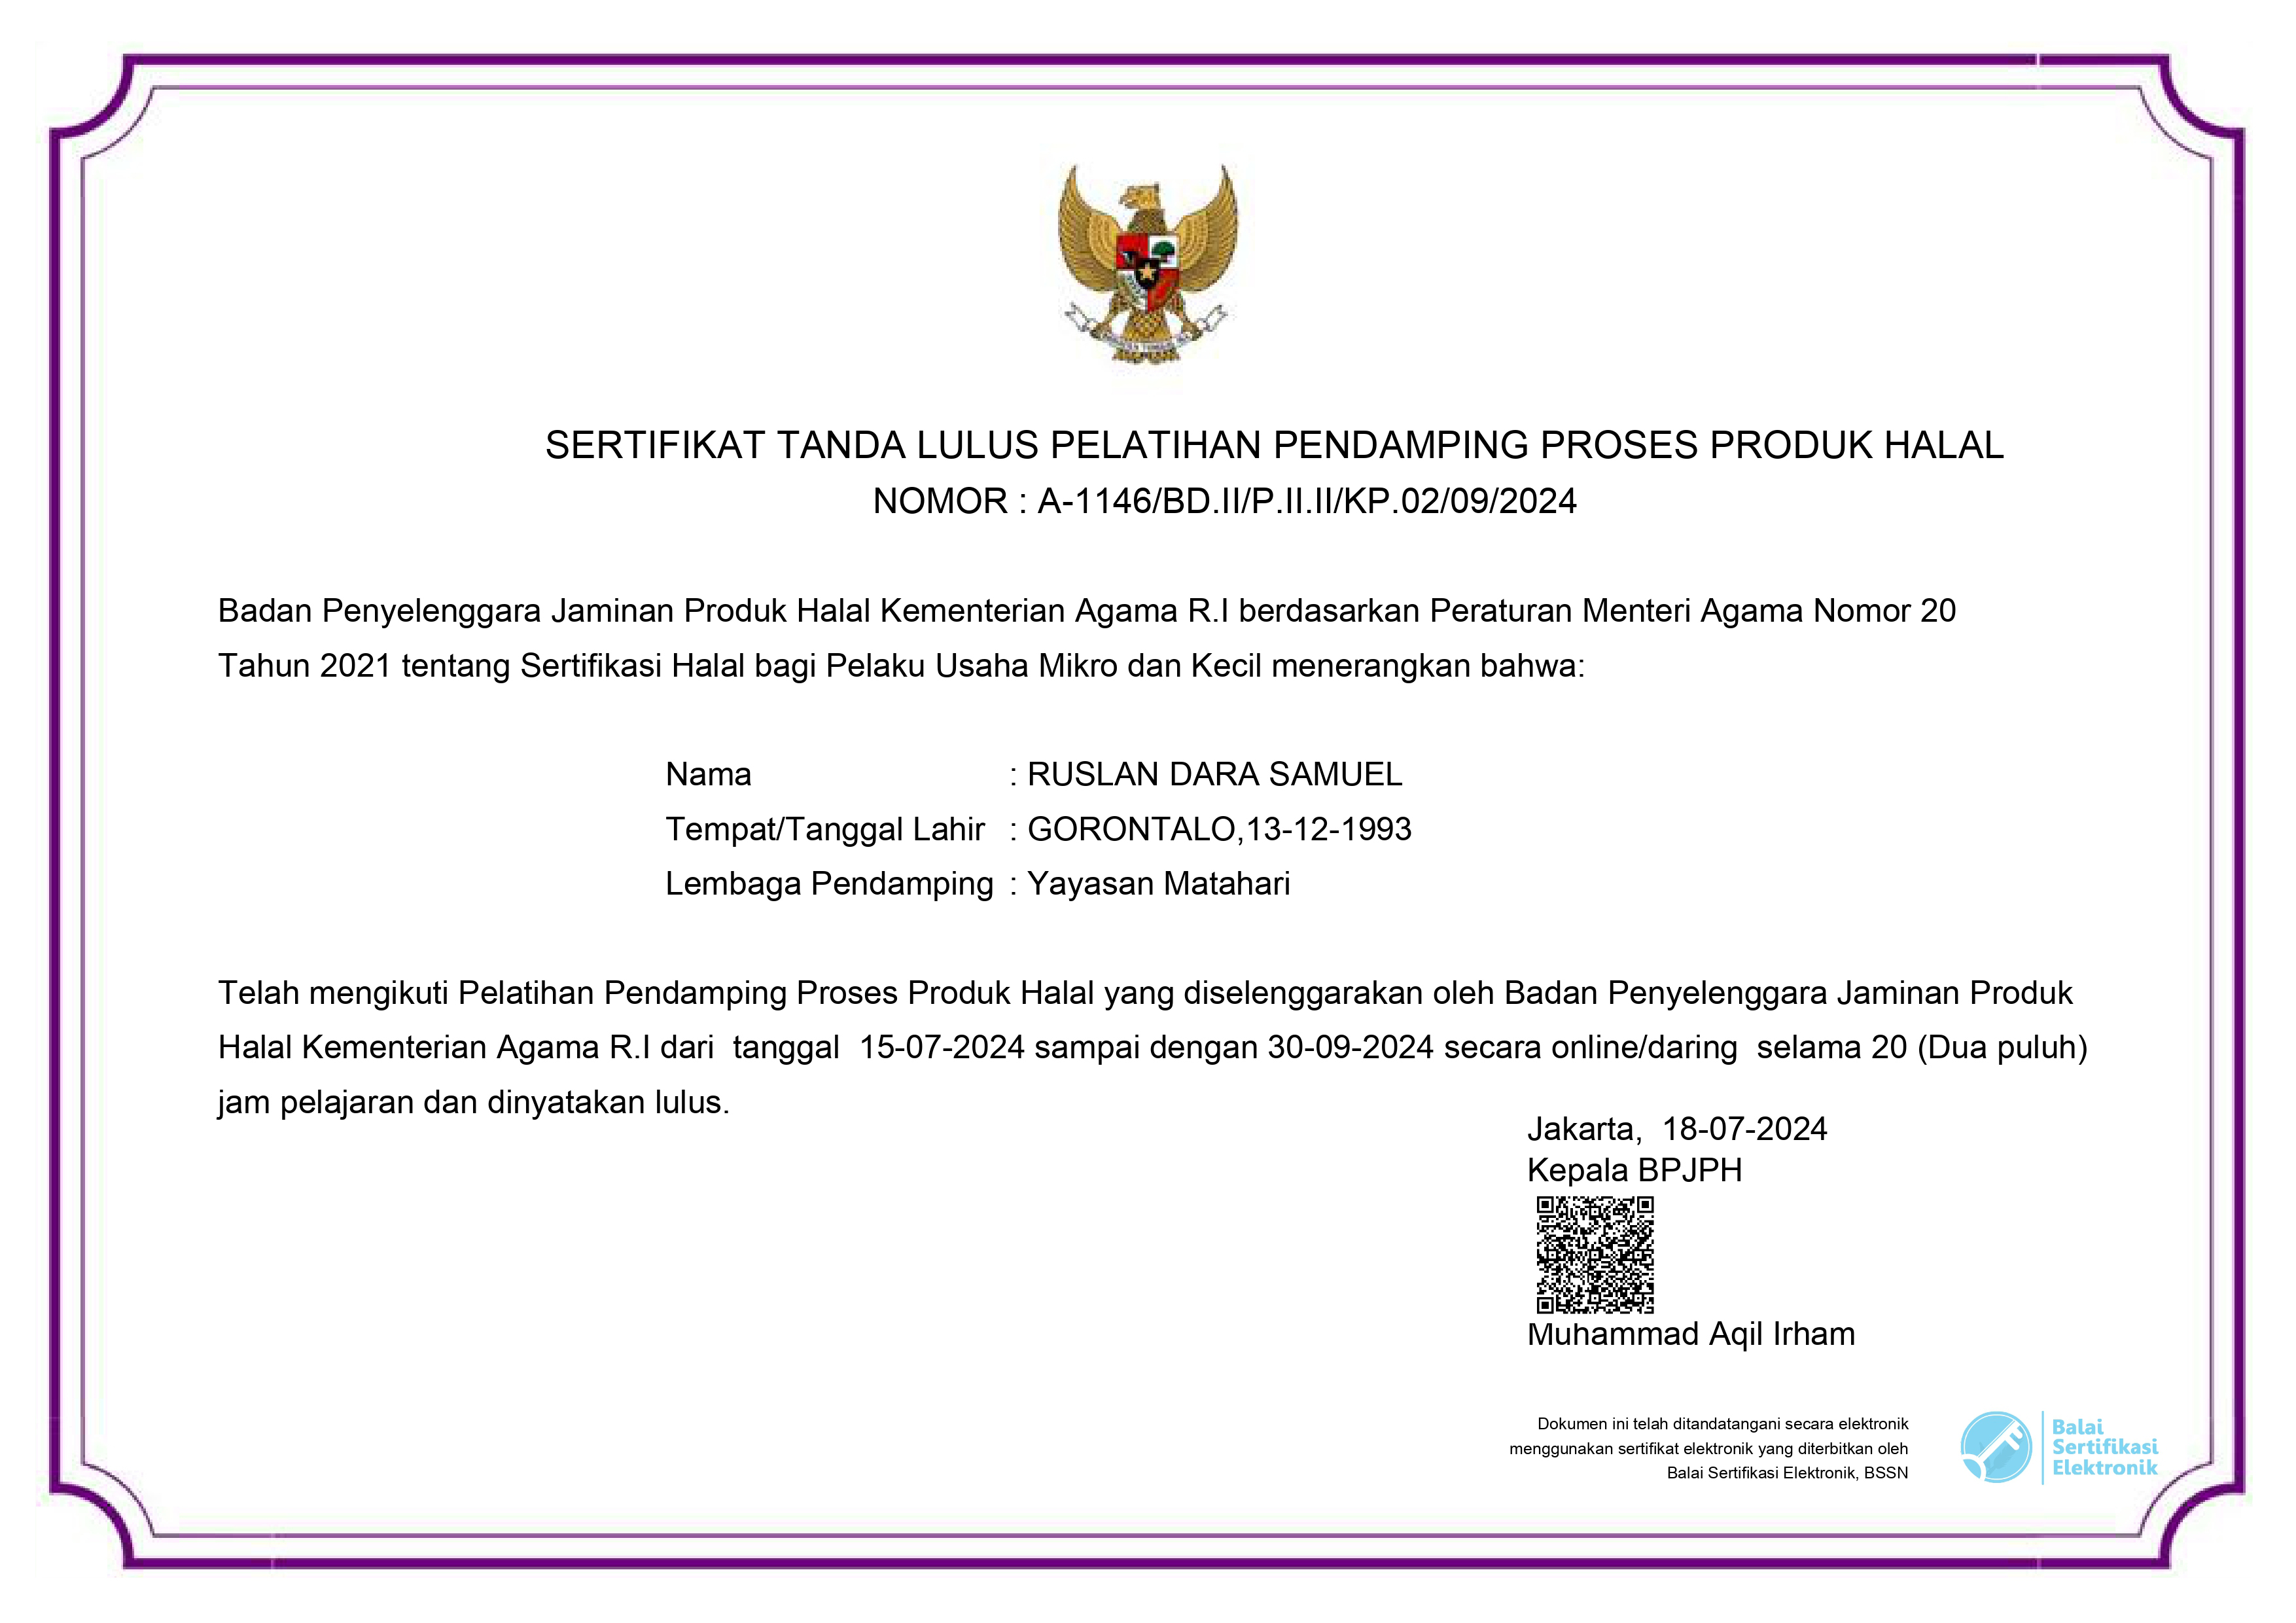 SERTIFIKAT TANDA LULUS PELATIHAN PENDAMPING PROSES PRODUK HALAL
NOMOR : A-1146/BD.II/P.II.II/KP.02/09/2024
Badan Penyelenggara Jaminan Produk Halal Kementerian Agama R.I berdasarkan Peraturan Menteri Agama Nomor 20
Tahun 2021 tentang Sertifikasi Halal bagi Pelaku Usaha Mikro dan Kecil menerangkan bahwa:
Nama : RUSLAN DARA SAMUEL
Tempat/Tanggal Lahir : GORONTALO,13-12-1993
Lembaga Pendamping : Yayasan Matahari
Telah mengikuti Pelatihan Pendamping Proses Produk Halal yang diselenggarakan oleh Badan Penyelenggara Jaminan Produk
Halal Kementerian Agama R.I dari tanggal 15-07-2024 sampai dengan 30-09-2024 secara online/daring selama 20 (Dua puluh)
jam pelajaran dan dinyatakan lulus.
Jakarta, 18-07-2024
Kepala BPJPH
Muhammad Aqil Irham
Dokumen ini telah ditandatangani secara elektronik
menggunakan sertifikat elektronik yang diterbitkan oleh
Balai Sertifikasi Elektronik, BSSN
Balai
Sertifikasi
Elektronik